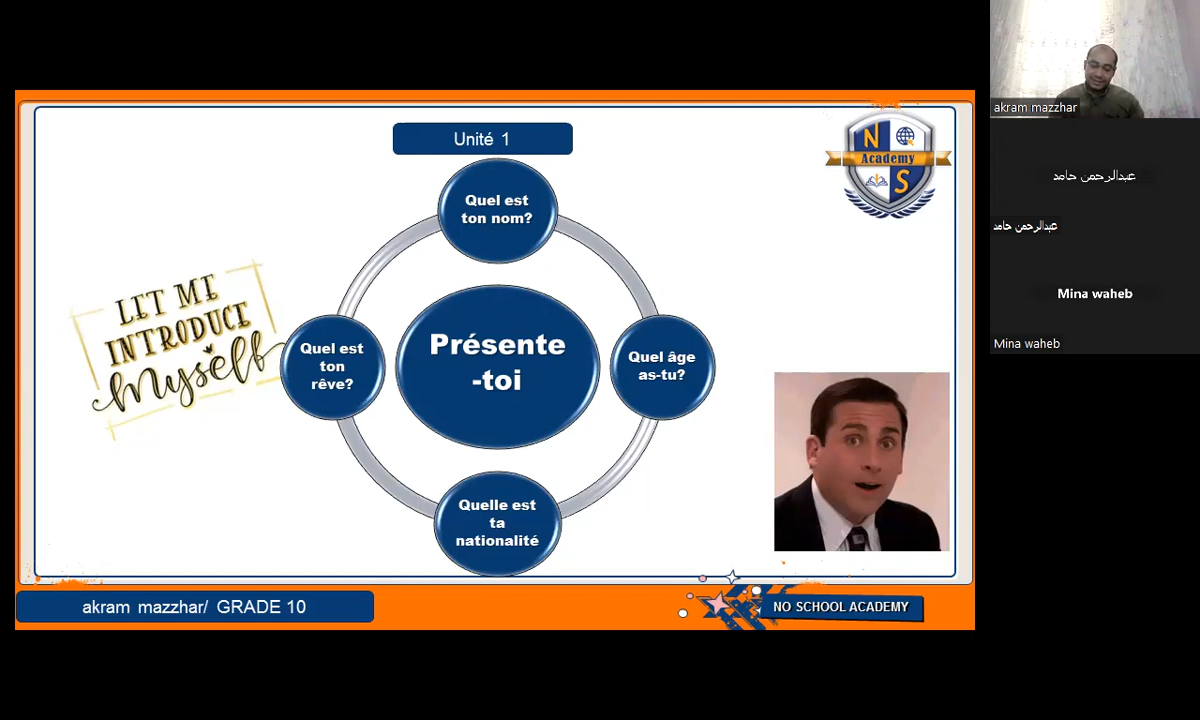 Unité 1
N
Academy
S
Quel est
ton nom?
LET ME
INTRODUCE
myself
Quel est
ton
rêve?
Présente
-toi
Quel âge
as-tu?
Quelle est
ta
nationalité
akram mazzhar/ GRADE 10
NO SCHOOL ACADEMY
akram mazzhar
عبدالرحمن حامد
عبدالرحمن حامد
Mina waheb
Mina waheb